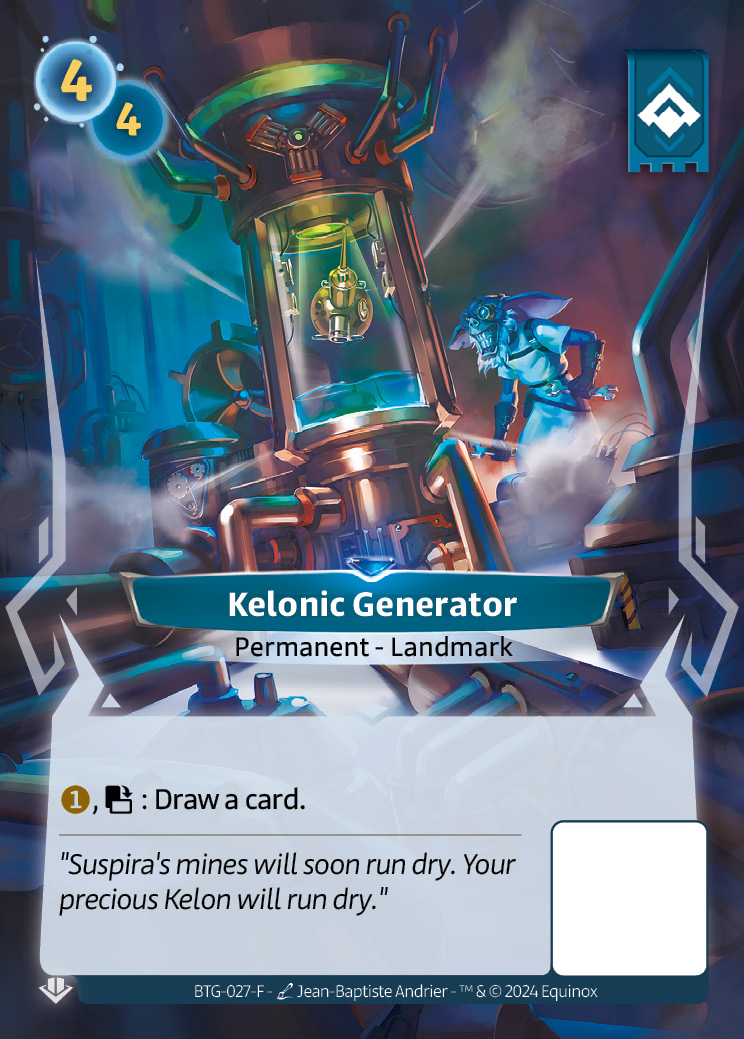 4
4
Kelonic Generator
Permanent - Landmark
1, : Draw a card.
"Suspira's mines will soon run dry. Your
precious Kelon will run dry."
BTG-027-F - Jean-Baptiste Andrier - ™ & © 2024 Equinox